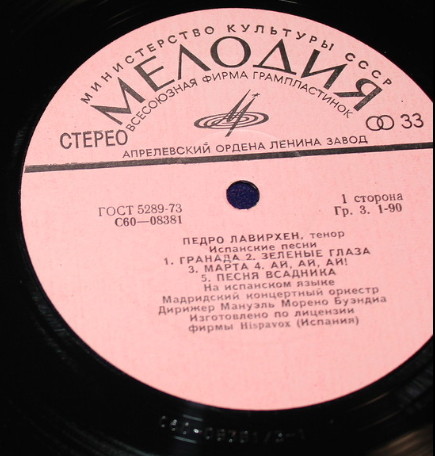 МИНИСТЕРСТВО КУЛЬТУРЫ СССР
МЕЛОДИЯ
ВСЕСОЮЗНАЯ ФИРМА ГРАМПЛАСТИНОК
СТЕРЕО
33
АПРЕЛЕВСКИЙ ОРДЕНА ЛЕНИНА ЗАВОД
ГОСТ 5289-73
С60—08381
1 сторона
Гр. 3. 1-90
ПЕДРО ЛАВИРХЕН, тенор
Испанские песни
1. ГРАНАДА 2. ЗЕЛЕНЫЕ ГЛАЗА
3. МАРТА 4. АЙ, АЙ, АЙ!
5. ПЕСНЯ ВСАДНИКА
На испанском языке
Мадридский концертный оркестр
Дирижер Мануэль Морено Буэндиа
Изготовлено по лицензии
фирмы Hispavox (Испания)